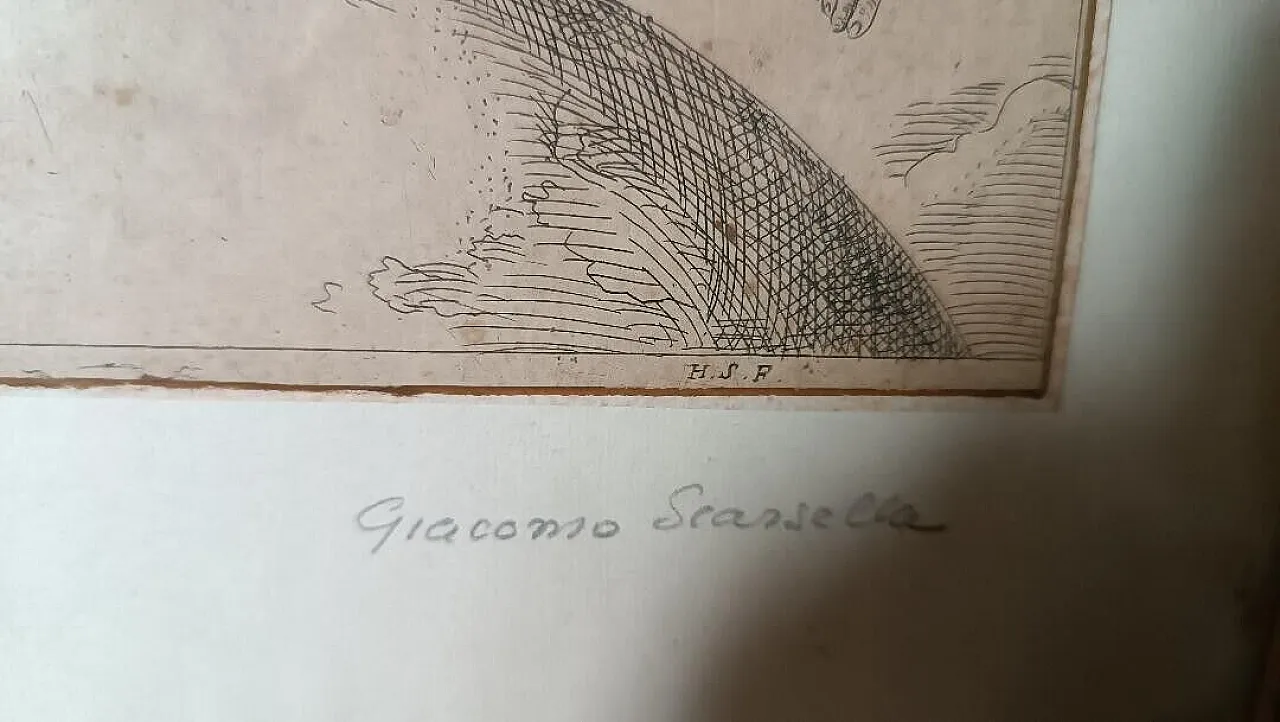 H. S. F.
Giacomo Scarsella